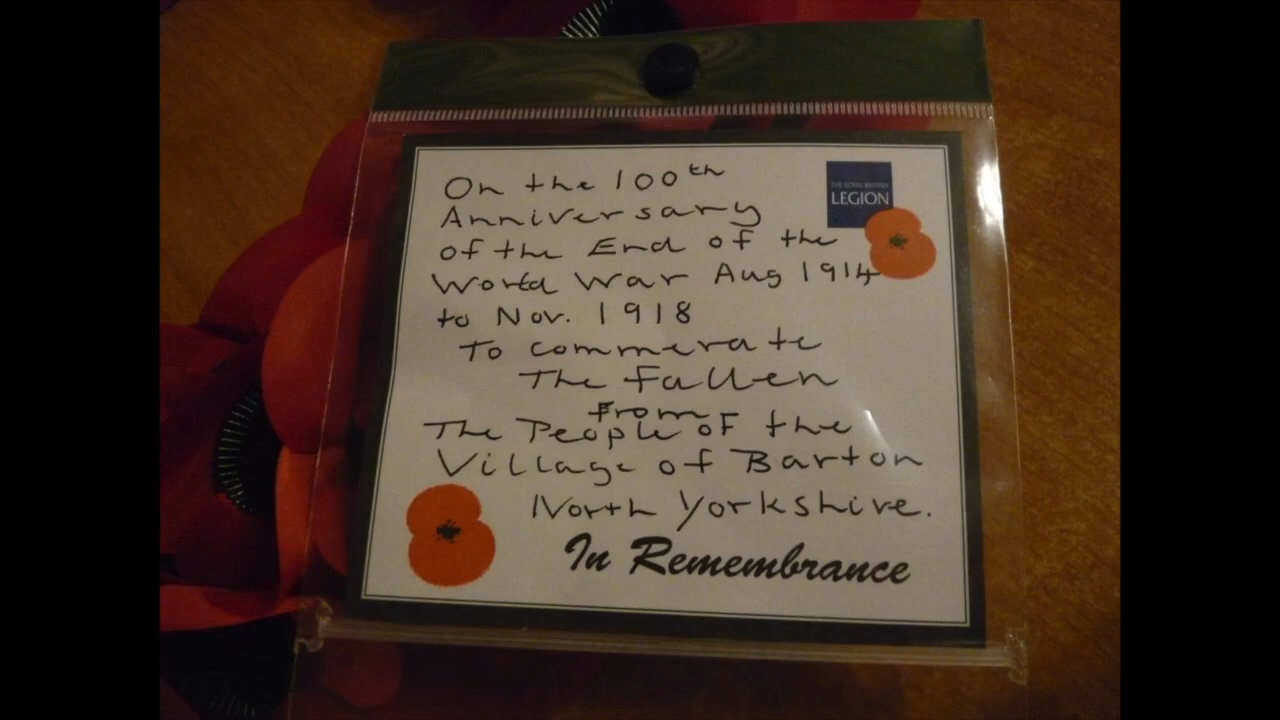 On the 100th
Anniversary
of the End of the
World War Aug 1914
to Nov. 1918
To commerate
The Fallen
From
The People of the
Village of Barton
North Yorkshire.
In Remembrance
THE ROYAL BRITISH
LEGION